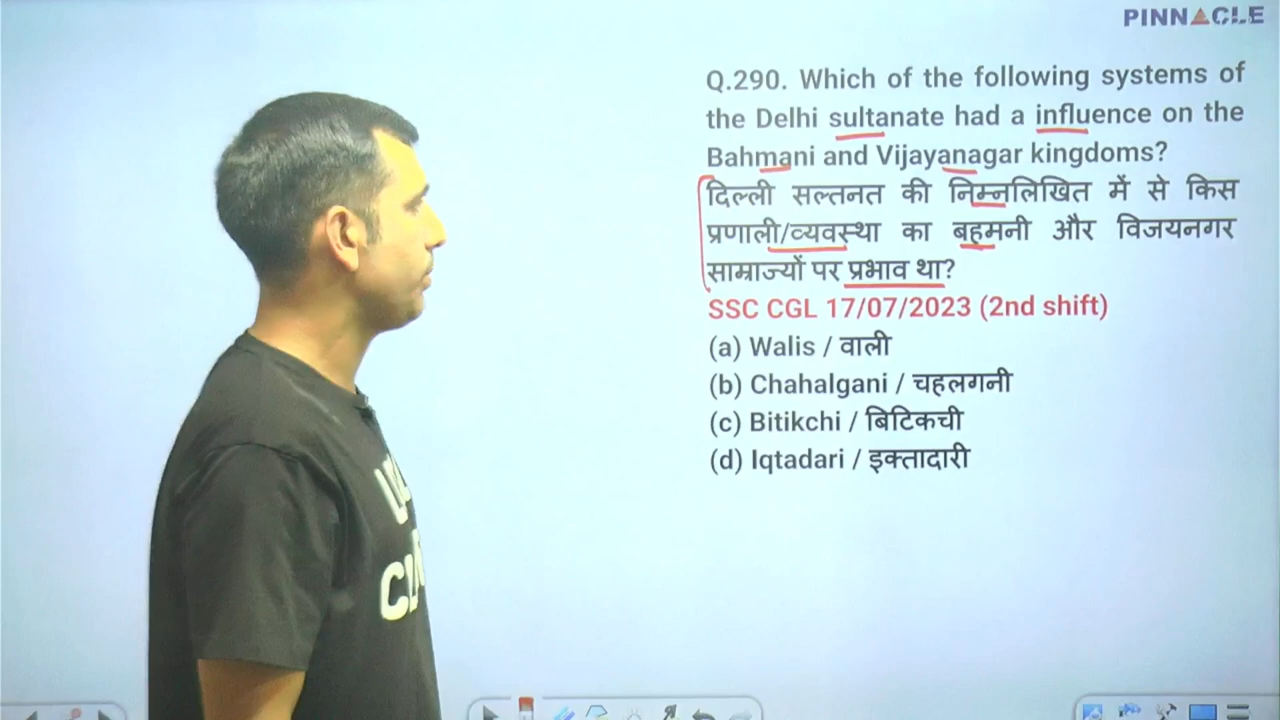 PINNACLE
Q.290. Which of the following systems of
the Delhi sultanate had a influence on the
Bahmani and Vijayanagar kingdoms?
दिल्ली सल्तनत की निम्नलिखित में से किस
प्रणाली/व्यवस्था का बहमनी और विजयनगर
साम्राज्यों पर प्रभाव था?
SSC CGL 17/07/2023 (2nd shift)
(a) Walis / वाली
(b) Chahalgani / चहलगनी
(c) Bitikchi / बिटिकची
(d) Iqtadari / इक्तादारी